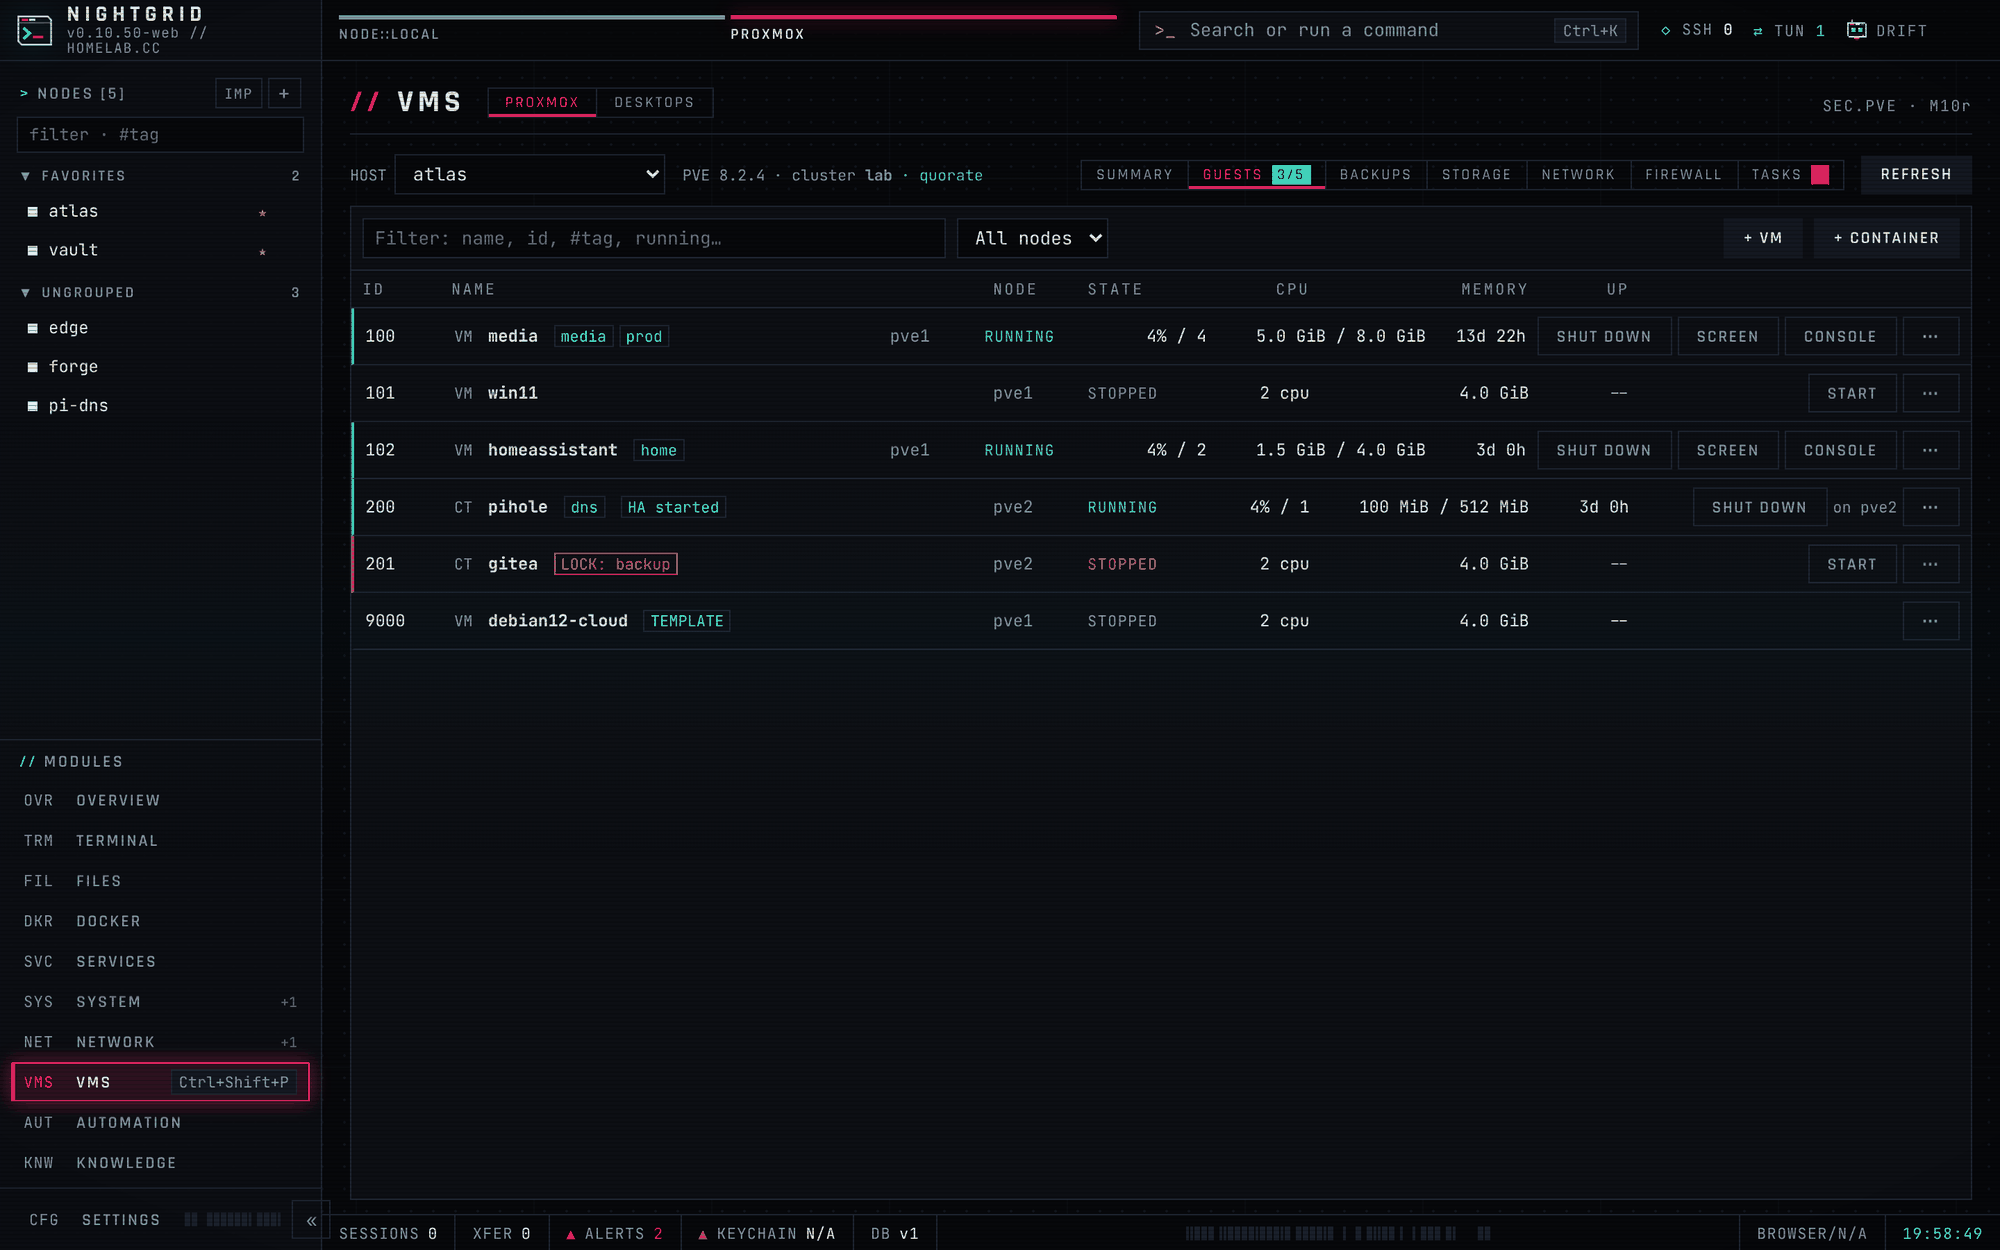 NIGHTGRID
v0.10.50-web //
HOMELAB.CC
NODE::LOCAL
PROXMOX
>_ Search or run a command Ctrl+K
◇ SSH 0 ⇄ TUN 1 DRIFT
> NODES [5] IMP +
filter · #tag
▼ FAVORITES 2
atlas *
vault *
▼ UNGROUPED 3
edge
forge
pi-dns
// MODULES
OVR OVERVIEW
TRM TERMINAL
FIL FILES
DKR DOCKER
SVC SERVICES
SYS SYSTEM +1
NET NETWORK +1
VMS VMS Ctrl+Shift+P
AUT AUTOMATION
KNW KNOWLEDGE
CFG SETTINGS «
// VMS PROXMOX DESKTOPS SEC.PVE · M10r
HOST atlas PVE 8.2.4 · cluster lab · quorate SUMMARY GUESTS 3/5 BACKUPS STORAGE NETWORK FIREWALL TASKS REFRESH
Filter: name, id, #tag, running… All nodes + VM + CONTAINER
ID NAME NODE STATE CPU MEMORY UP
100 VM media media prod pve1 RUNNING 4% / 4 5.0 GiB / 8.0 GiB 13d 22h SHUT DOWN SCREEN CONSOLE ⋯
101 VM win11 pve1 STOPPED 2 cpu 4.0 GiB —— START ⋯
102 VM homeassistant home pve1 RUNNING 4% / 2 1.5 GiB / 4.0 GiB 3d 0h SHUT DOWN SCREEN CONSOLE ⋯
200 CT pihole dns HA started pve2 RUNNING 4% / 1 100 MiB / 512 MiB 3d 0h SHUT DOWN on pve2 ⋯
201 CT gitea LOCK: backup pve2 STOPPED 2 cpu 4.0 GiB —— START ⋯
9000 VM debian12-cloud TEMPLATE pve1 STOPPED 2 cpu 4.0 GiB —— ⋯
SESSIONS 0 XFER 0 ▲ ALERTS 2 ▲ KEYCHAIN N/A DB v1 BROWSER/N/A 19:58:49